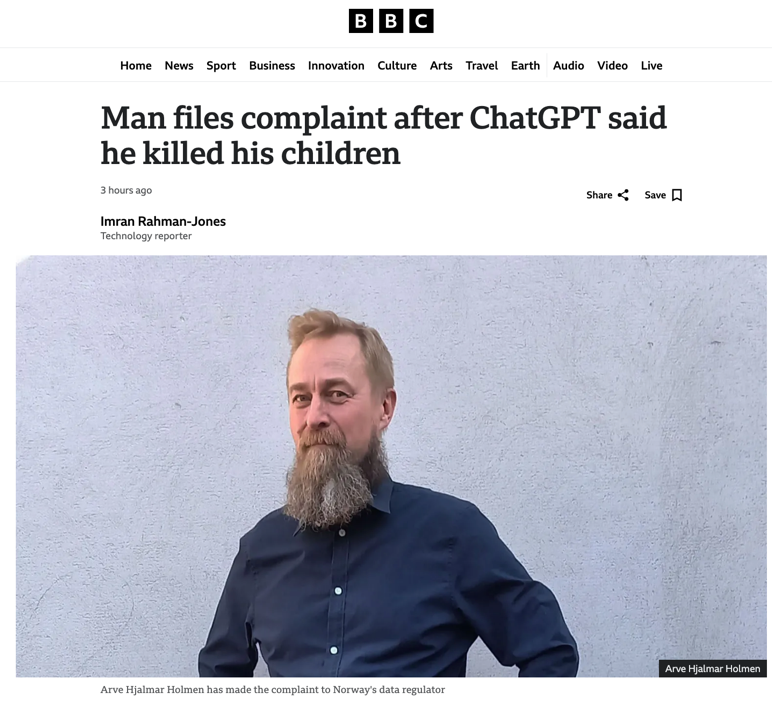 BBC
Home News Sport Business Innovation Culture Arts Travel Earth Audio Video Live
Man files complaint after ChatGPT said
he killed his children
3 hours ago
Share Save
Imran Rahman-Jones
Technology reporter
Arve Hjalmar Holmen
Arve Hjalmar Holmen has made the complaint to Norway's data regulator